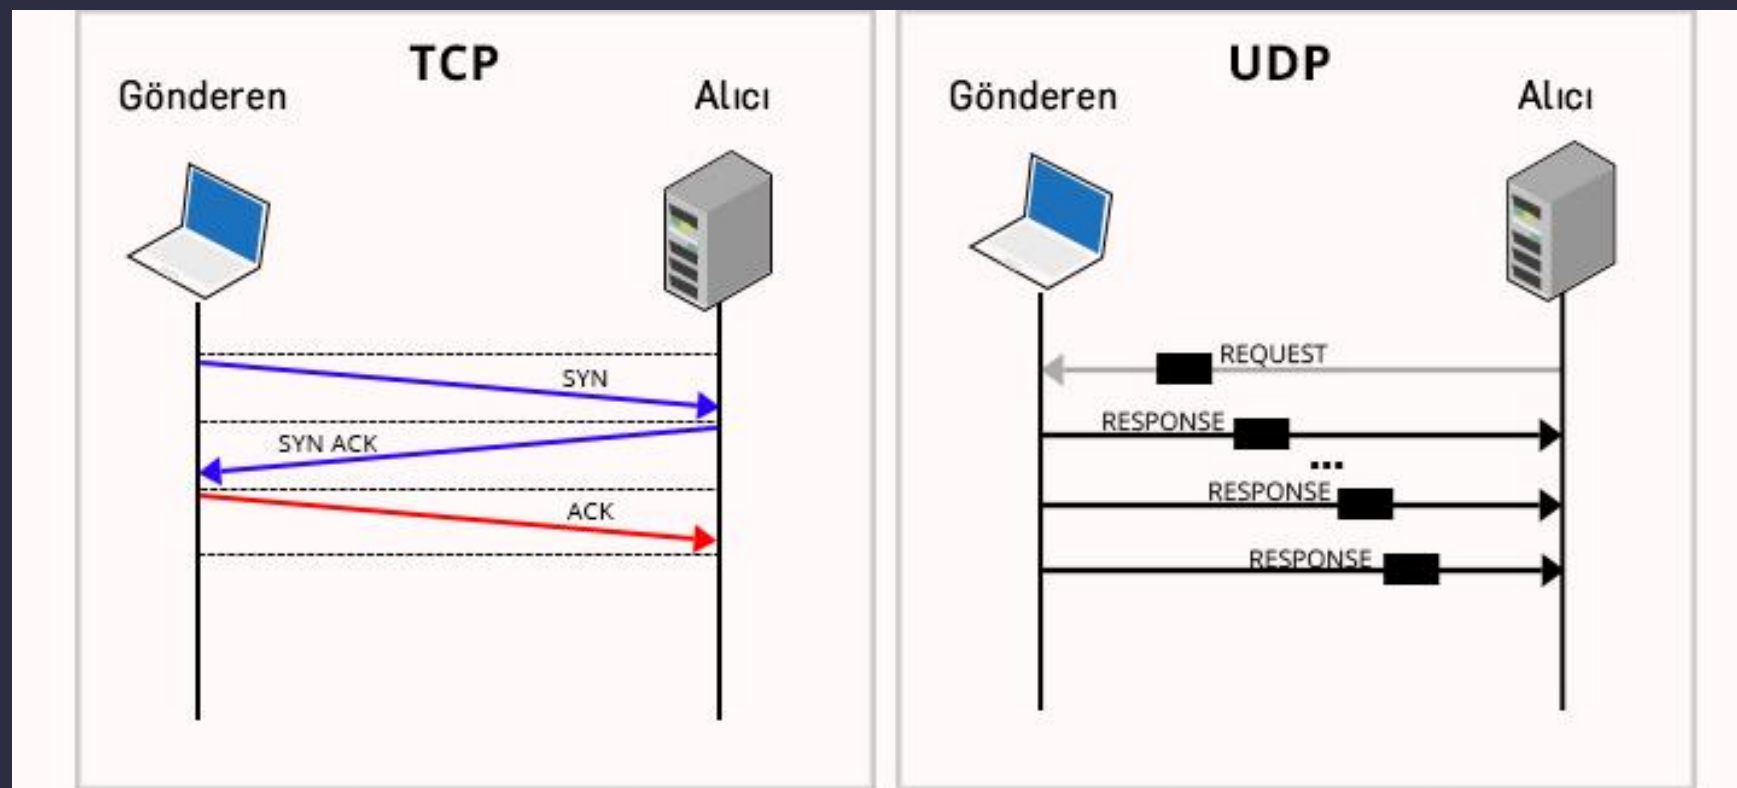 TCP
Gönderen
Alıcı
SYN
SYN ACK
ACK
UDP
Gönderen
Alıcı
REQUEST
RESPONSE
...
RESPONSE
RESPONSE